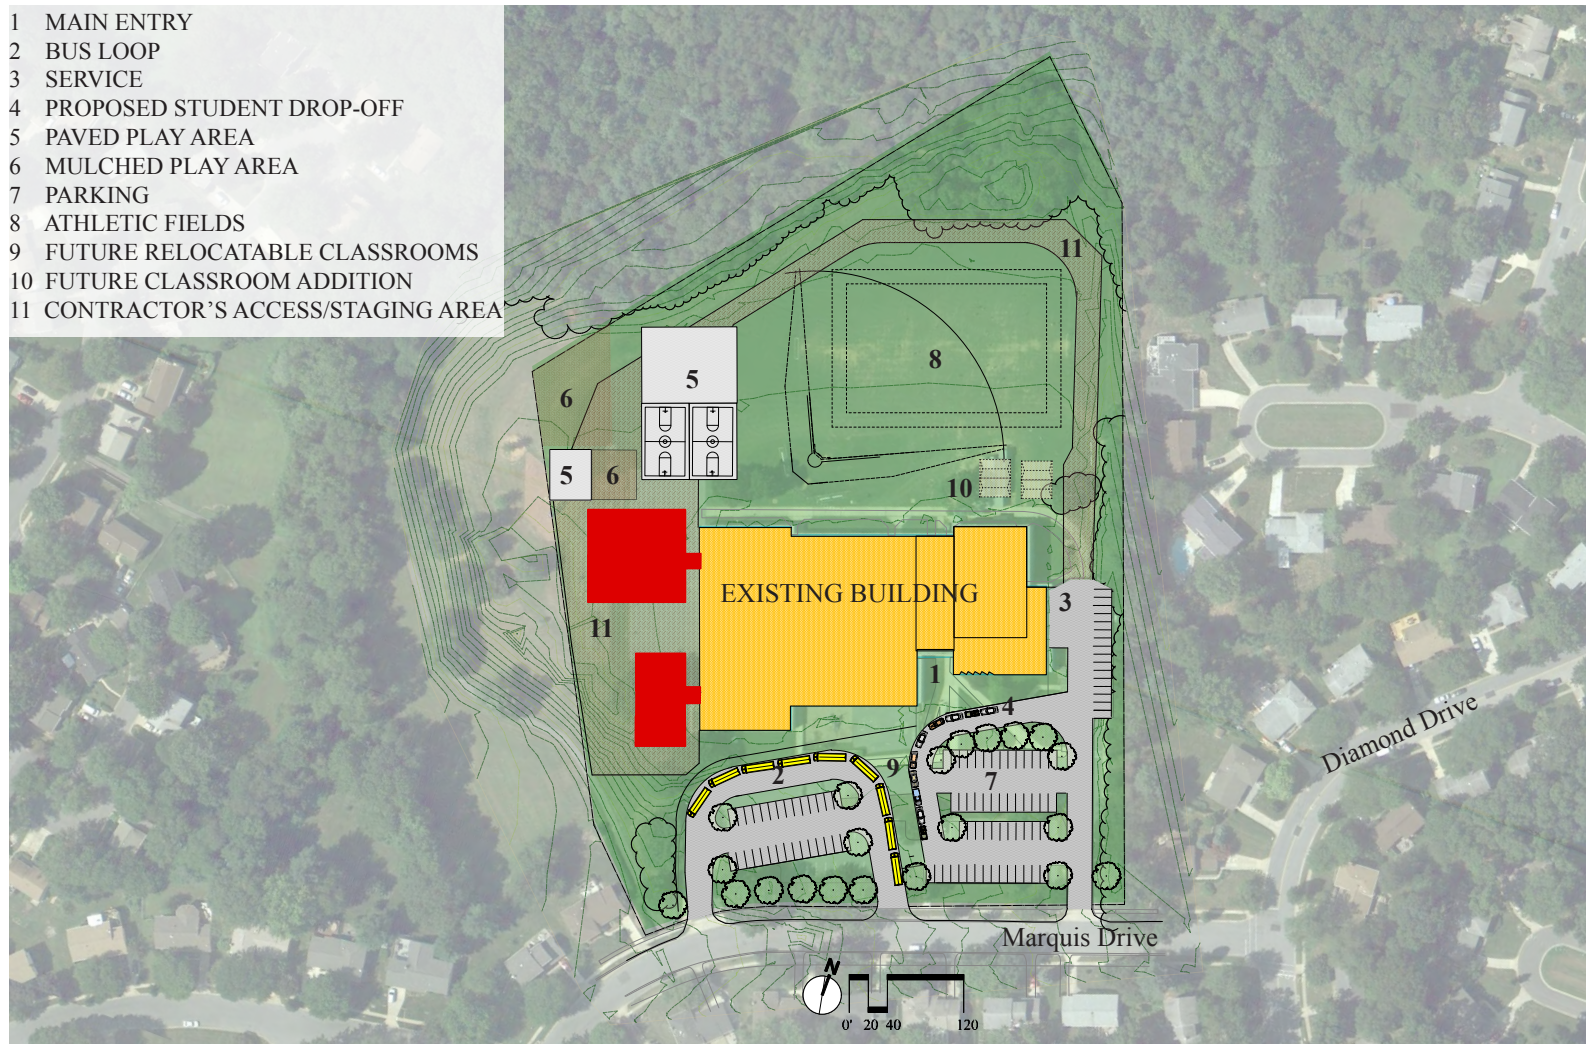 1 MAIN ENTRY
2 BUS LOOP
3 SERVICE
4 PROPOSED STUDENT DROP-OFF
5 PAVED PLAY AREA
6 MULCHED PLAY AREA
7 PARKING
8 ATHLETIC FIELDS
9 FUTURE RELOCATABLE CLASSROOMS
10 FUTURE CLASSROOM ADDITION
11 CONTRACTOR'S ACCESS/STAGING AREA
11
8
5
6
5
6
10
EXISTING BUILDING
3
11
1
4
2
9
7
Diamond Drive
Marquis Drive
N
0' 20 40 120